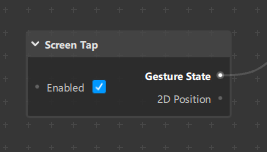 Screen Tap
Gesture State
Enabled
2D Position